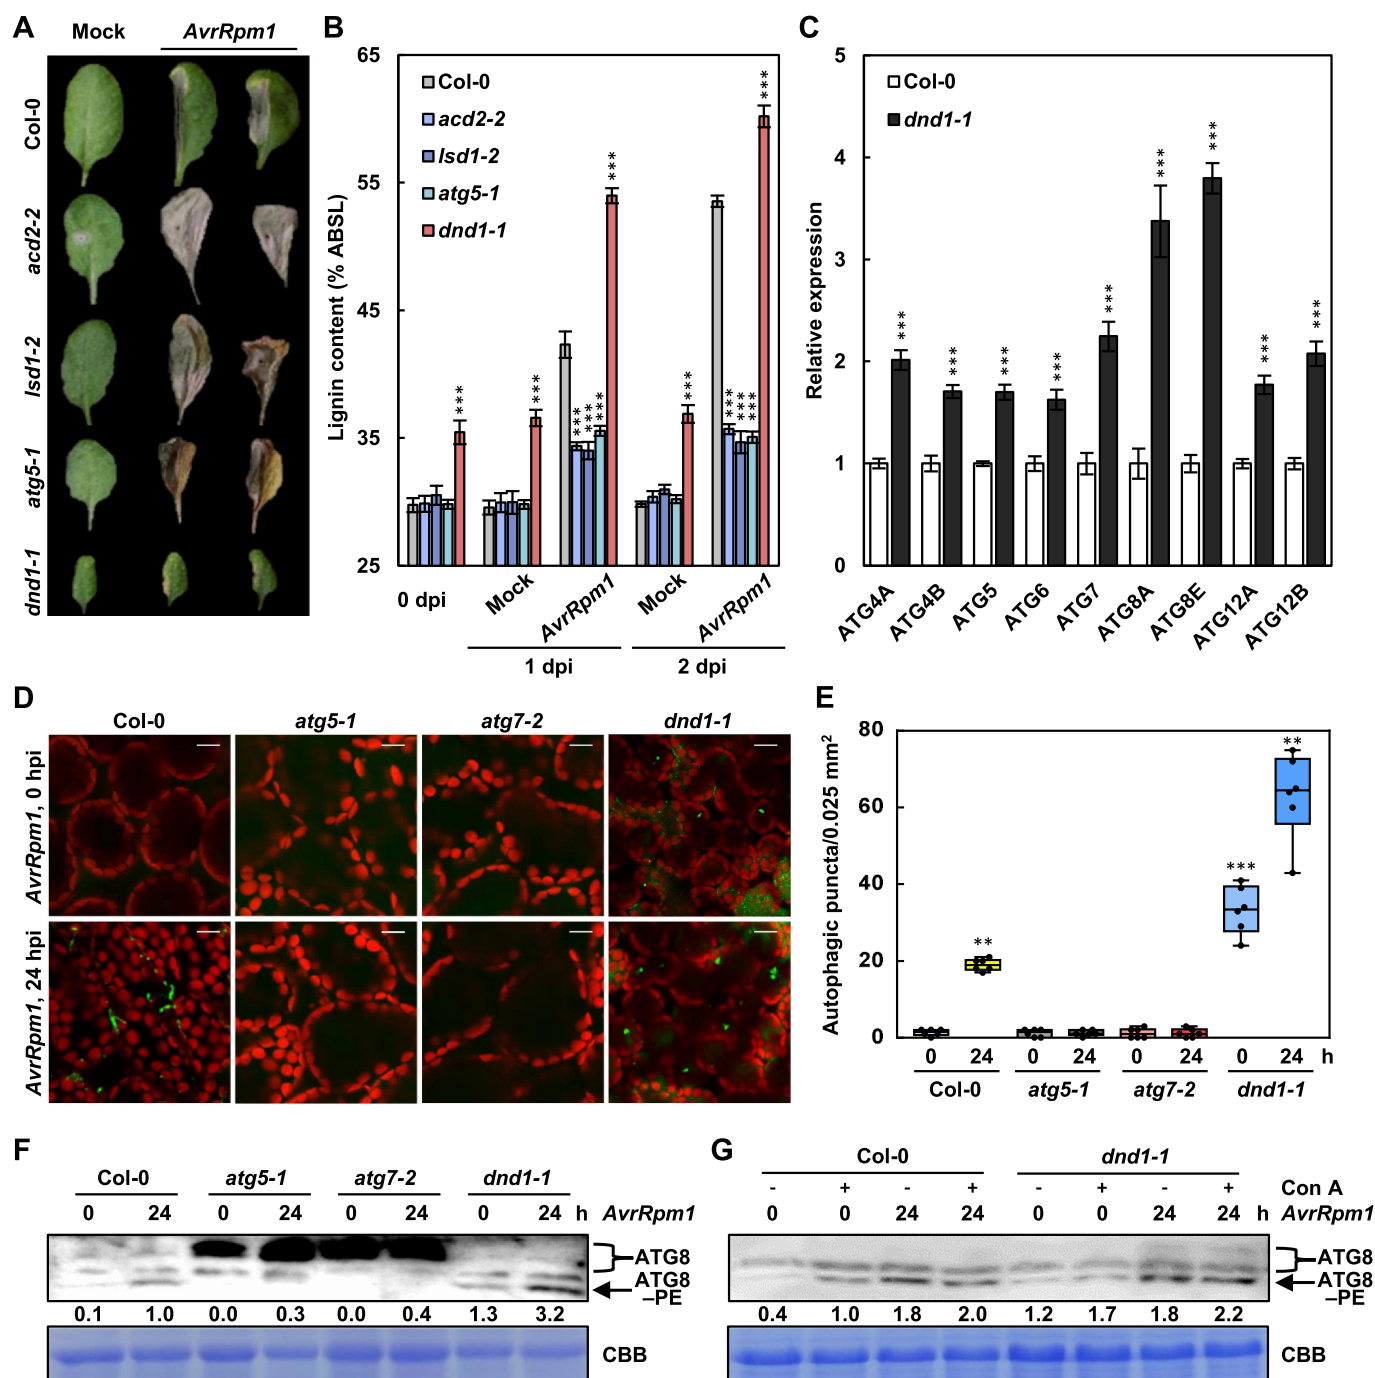 A
Mock
AvrRpm1
Col-0
acd2-2
lsd1-2
atg5-1
dnd1-1
B
Lignin content (% ABSL)
65
55
45
35
25
Col-0
acd2-2
lsd1-2
atg5-1
dnd1-1
***
***
***
***
***
***
***
***
***
***
***
0 dpi
Mock
AvrRpm1
Mock
AvrRpm1
1 dpi
2 dpi
C
Relative expression
5
4
3
2
1
0
Col-0
dnd1-1
***
***
***
***
***
***
***
***
***
ATG4A
ATG4B
ATG5
ATG6
ATG7
ATG8A
ATG8E
ATG12A
ATG12B
D
Col-0
atg5-1
atg7-2
dnd1-1
AvrRpm1, 0 hpi
AvrRpm1, 24 hpi
E
Autophagic puncta/0.025 mm²
80
60
40
20
0
**
***
**
0 24 0 24 0 24 0 24 h
Col-0 atg5-1 atg7-2 dnd1-1
F
Col-0 atg5-1 atg7-2 dnd1-1
0 24 0 24 0 24 0 24 h AvrRpm1
ATG8
ATG8
–PE
0.1 1.0 0.0 0.3 0.0 0.4 1.3 3.2
CBB
G
Col-0 dnd1-1
- + - + - + - + Con A
0 0 24 24 0 0 24 24 h AvrRpm1
ATG8
ATG8
–PE
0.4 1.0 1.8 2.0 1.2 1.7 1.8 2.2
CBB